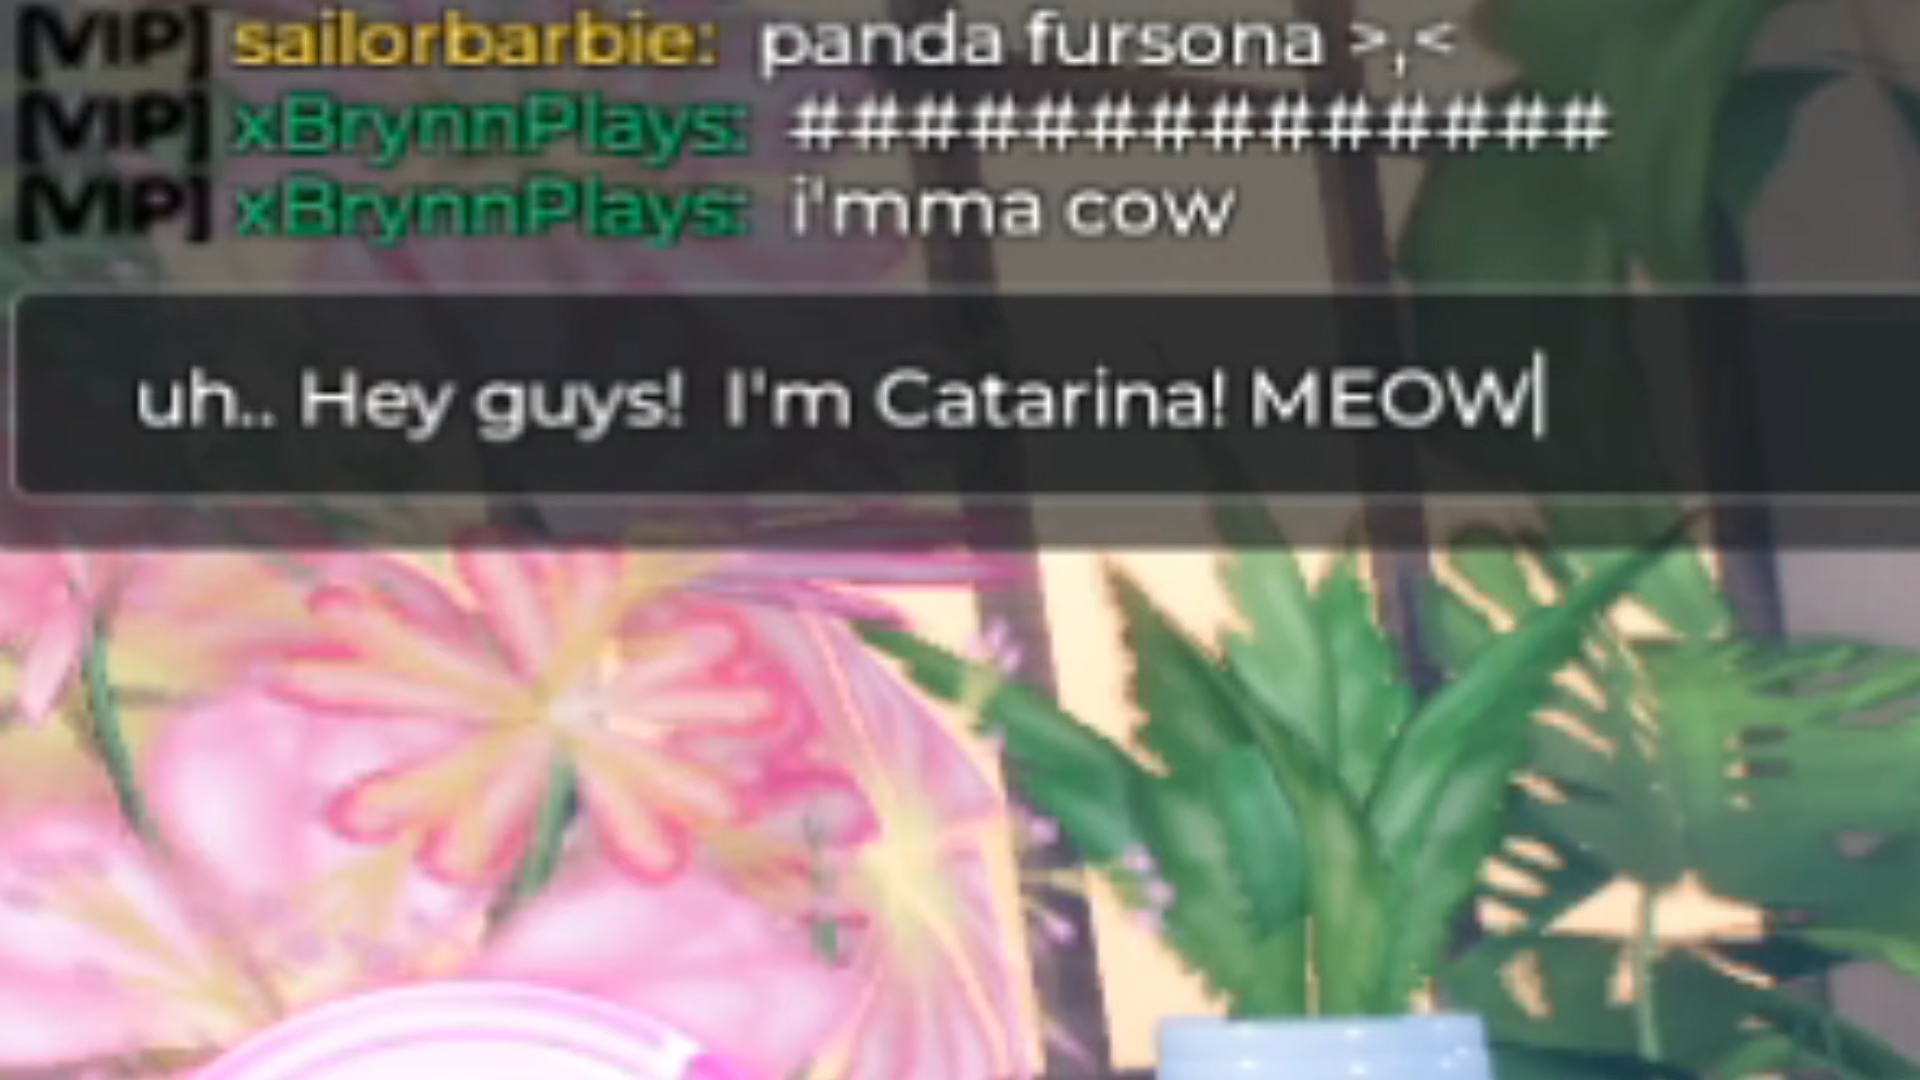 [VIP] sailorbarbie: panda fursona >,<
[VIP] xBrynnPlays: ###############
[VIP] xBrynnPlays: i'mma cow
uh.. Hey guys!  I'm Catarina! MEOW